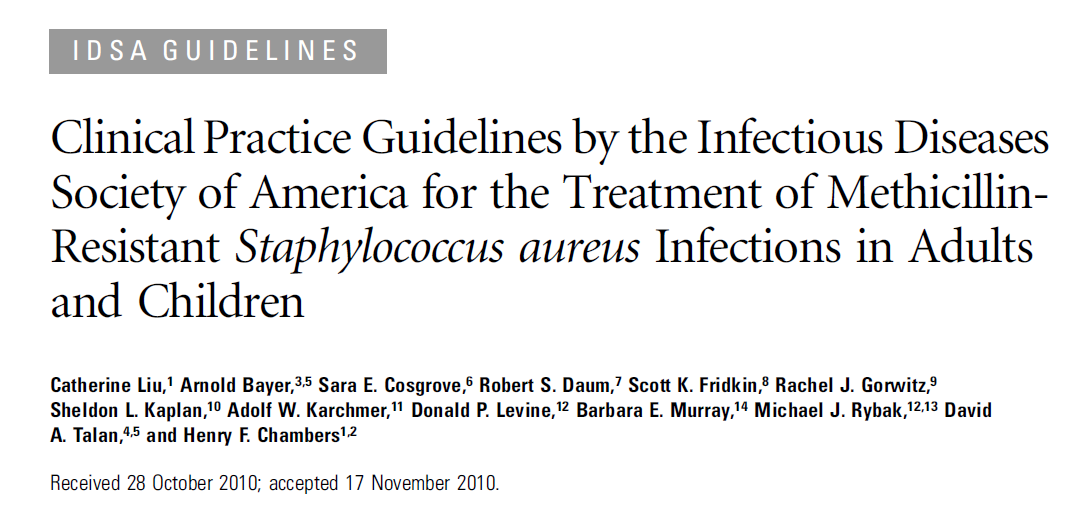 IDSA GUIDELINES
Clinical Practice Guidelines by the Infectious Diseases
Society of America for the Treatment of Methicillin-
Resistant Staphylococcus aureus Infections in Adults
and Children
Catherine Liu,1 Arnold Bayer,3,5 Sara E. Cosgrove,6 Robert S. Daum,7 Scott K. Fridkin,8 Rachel J. Gorwitz,9
Sheldon L. Kaplan,10 Adolf W. Karchmer,11 Donald P. Levine,12 Barbara E. Murray,14 Michael J. Rybak,12,13 David
A. Talan,4,5 and Henry F. Chambers1,2
Received 28 October 2010; accepted 17 November 2010.